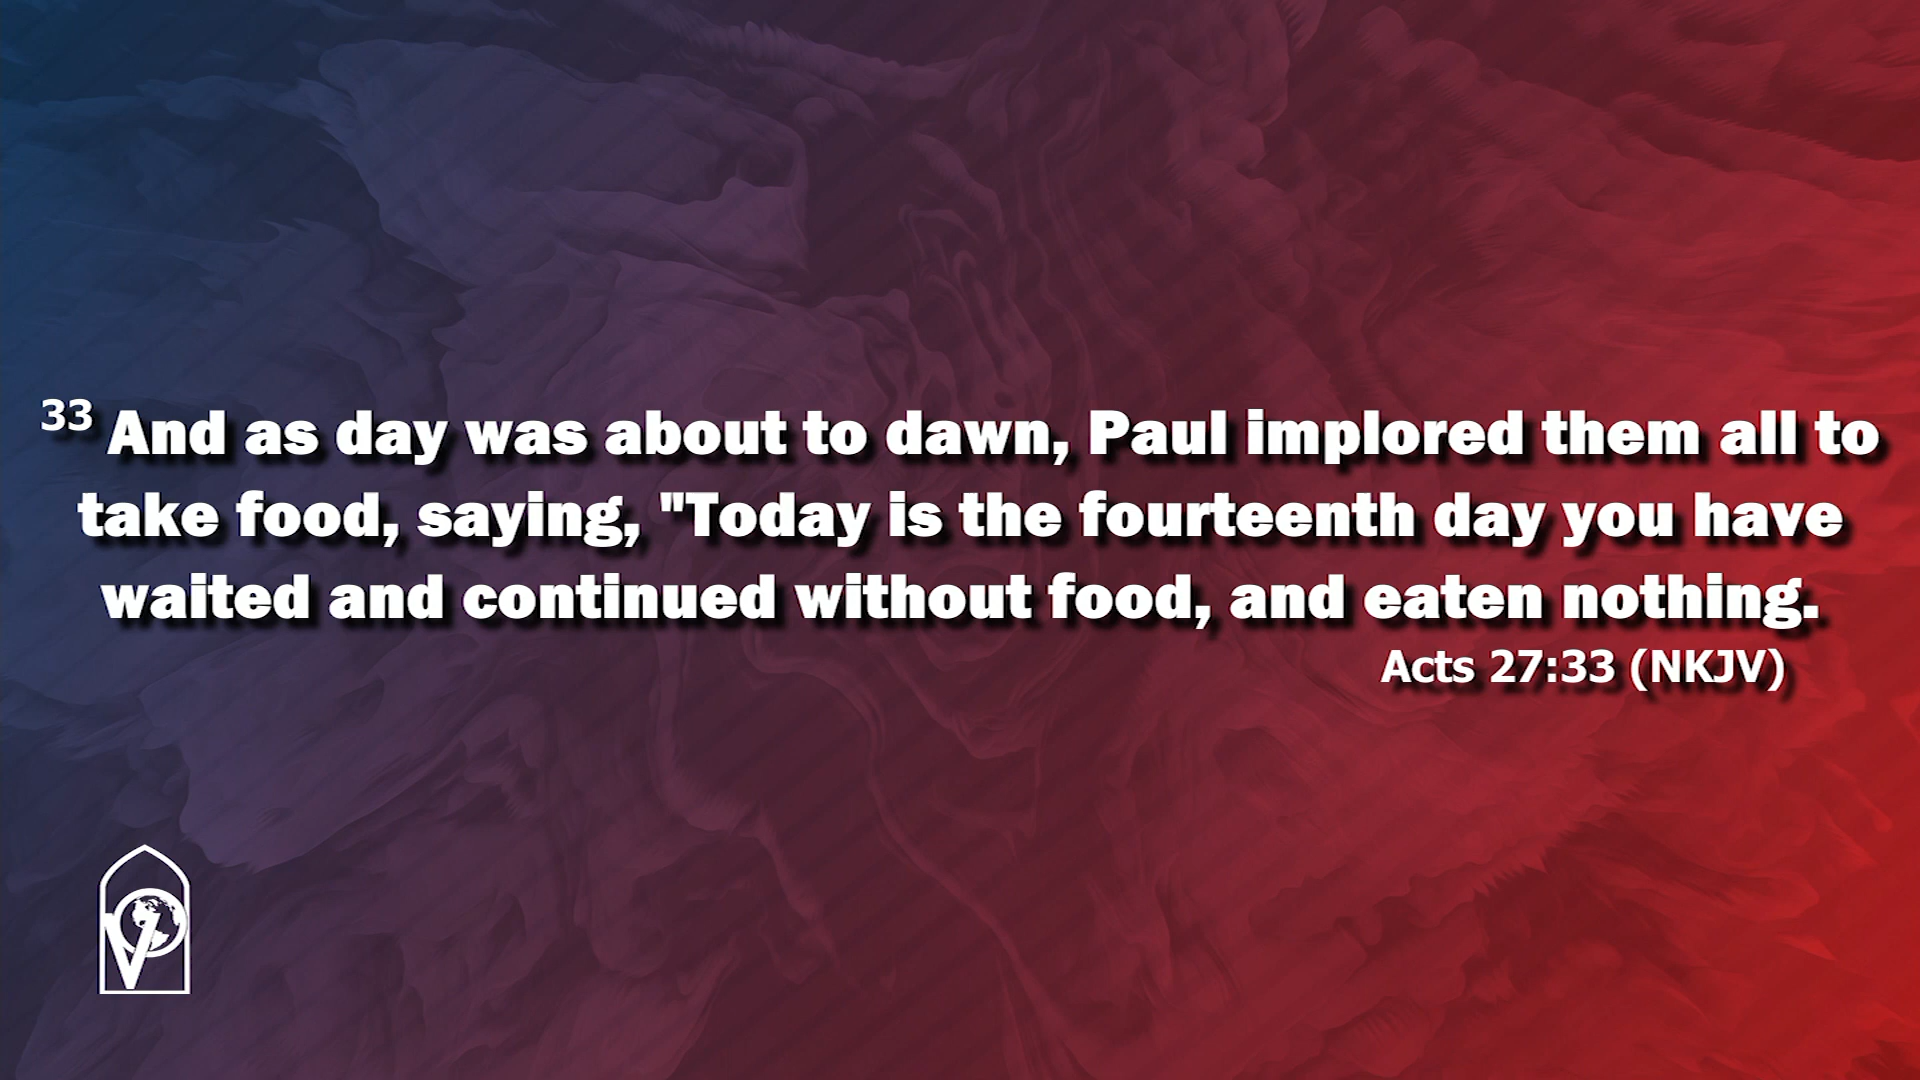 33 And as day was about to dawn, Paul implored them all to
take food, saying, "Today is the fourteenth day you have
waited and continued without food, and eaten nothing.
Acts 27:33 (NKJV)